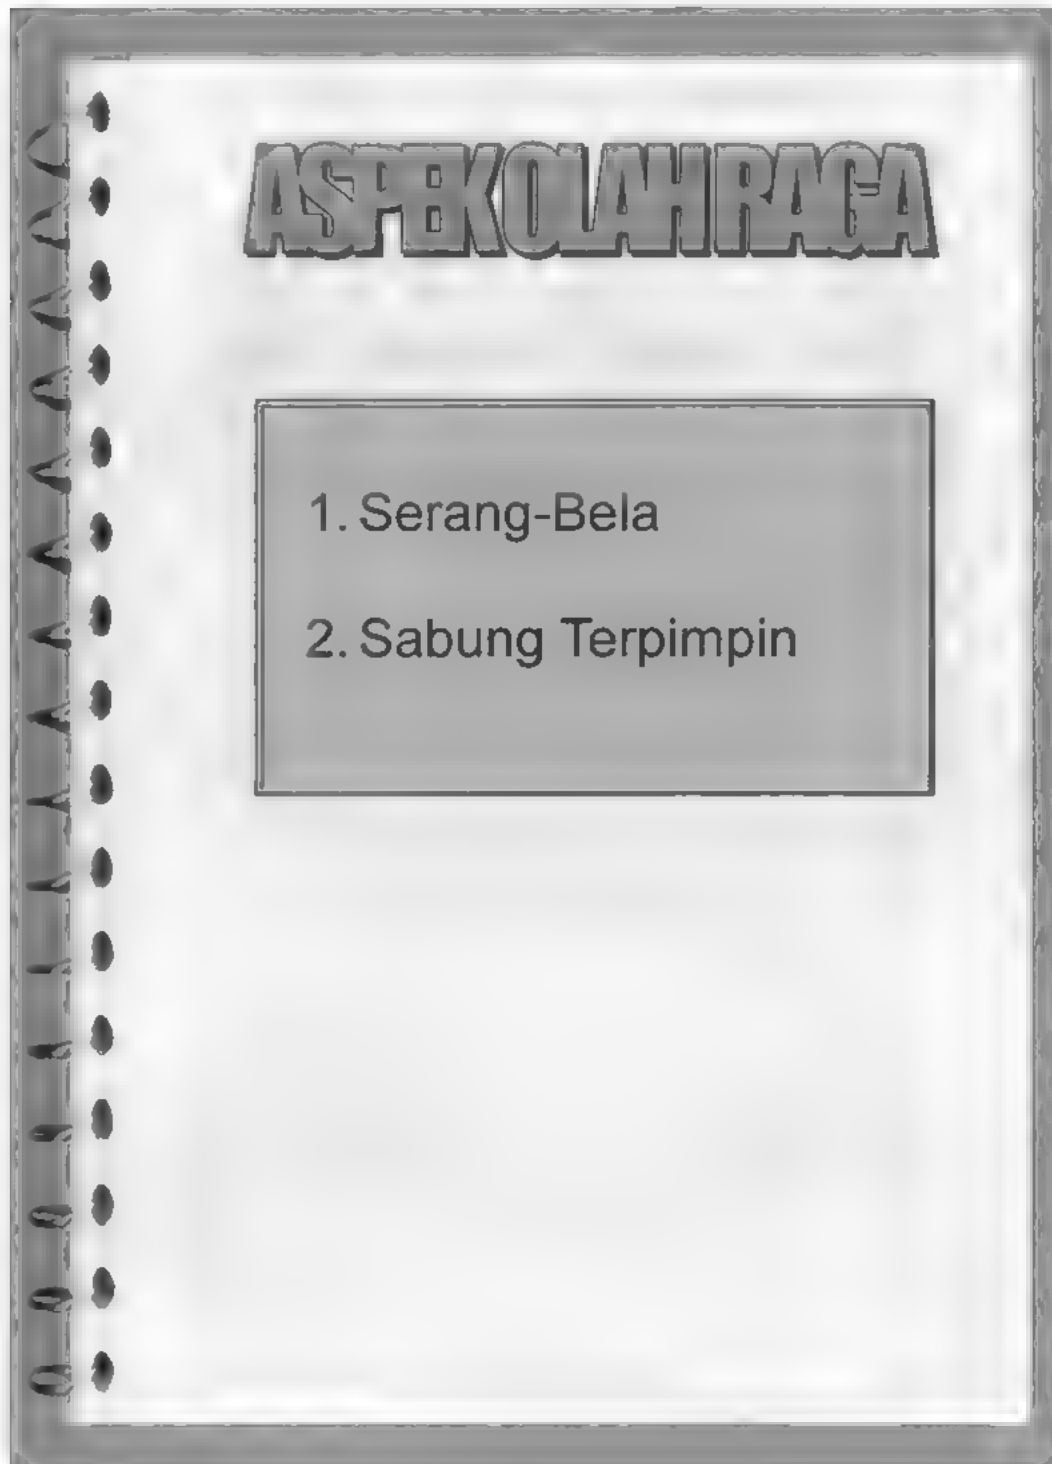 ASPEK OLAH RAGA
1. Serang-Bela
2. Sabung Terpimpin